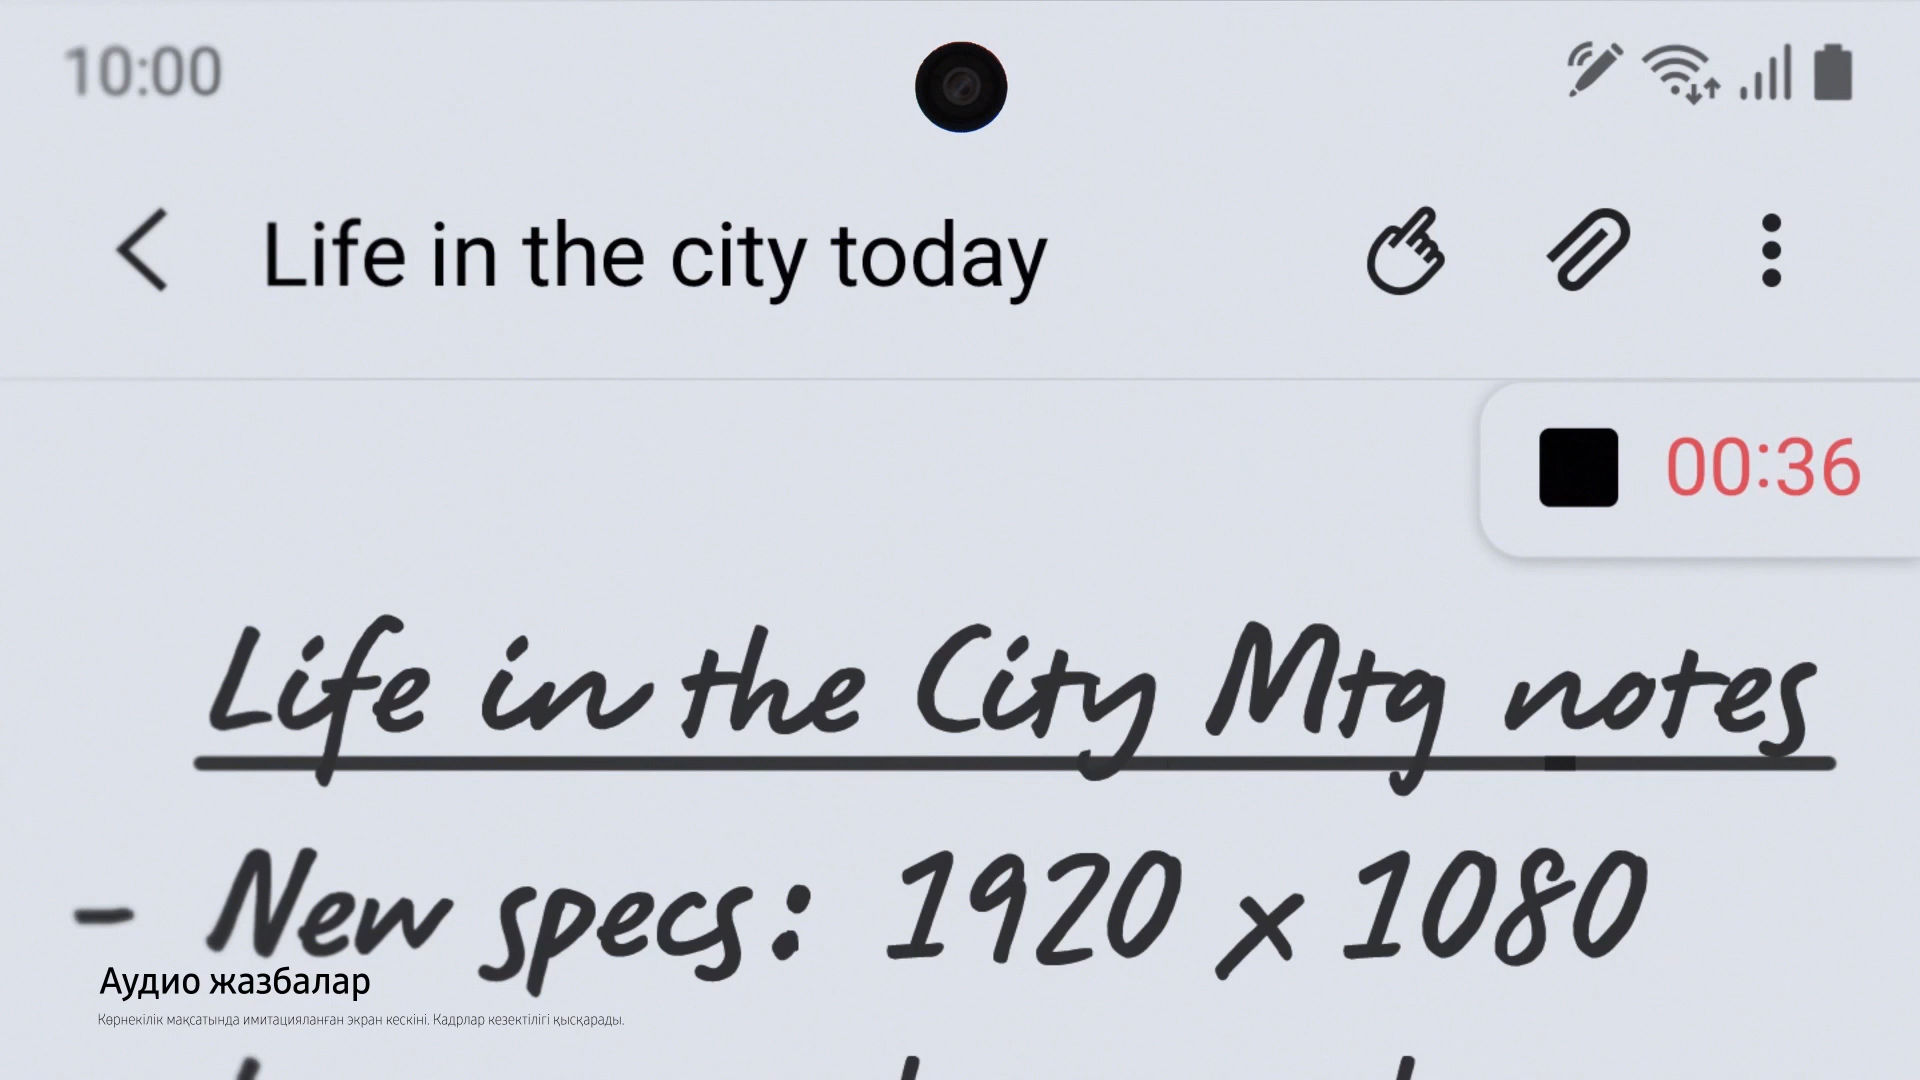 10:00
Life in the city today
00:36
Life in the City Mtg notes
- New specs: 1920 x 1080
Аудио жазбалар
Көрнекілік мақсатында имитацияланған экран кескіні. Кадрлар кезектілігі қысқарады.